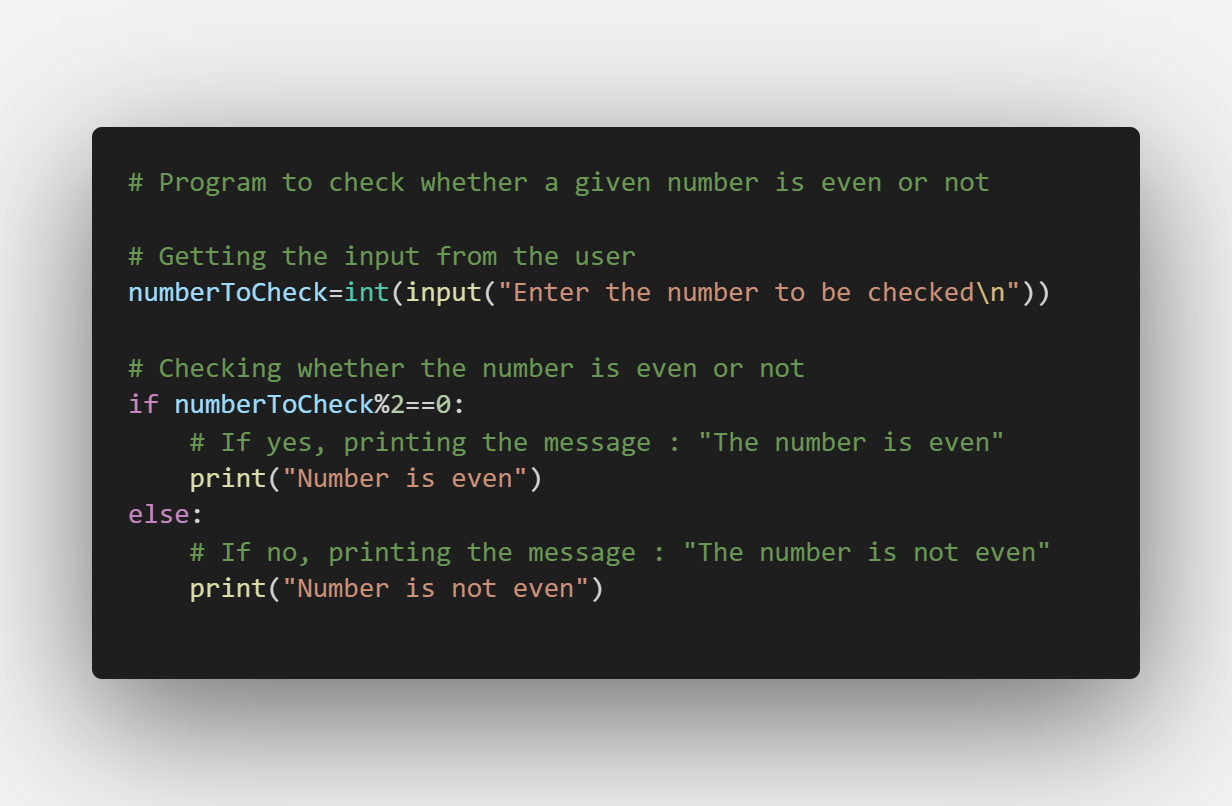 # Program to check whether a given number is even or not
# Getting the input from the user
numberToCheck=int(input("Enter the number to be checked\n"))
# Checking whether the number is even or not
if numberToCheck%2==0:
    # If yes, printing the message : "The number is even"
    print("Number is even")
else:
    # If no, printing the message : "The number is not even"
    print("Number is not even")